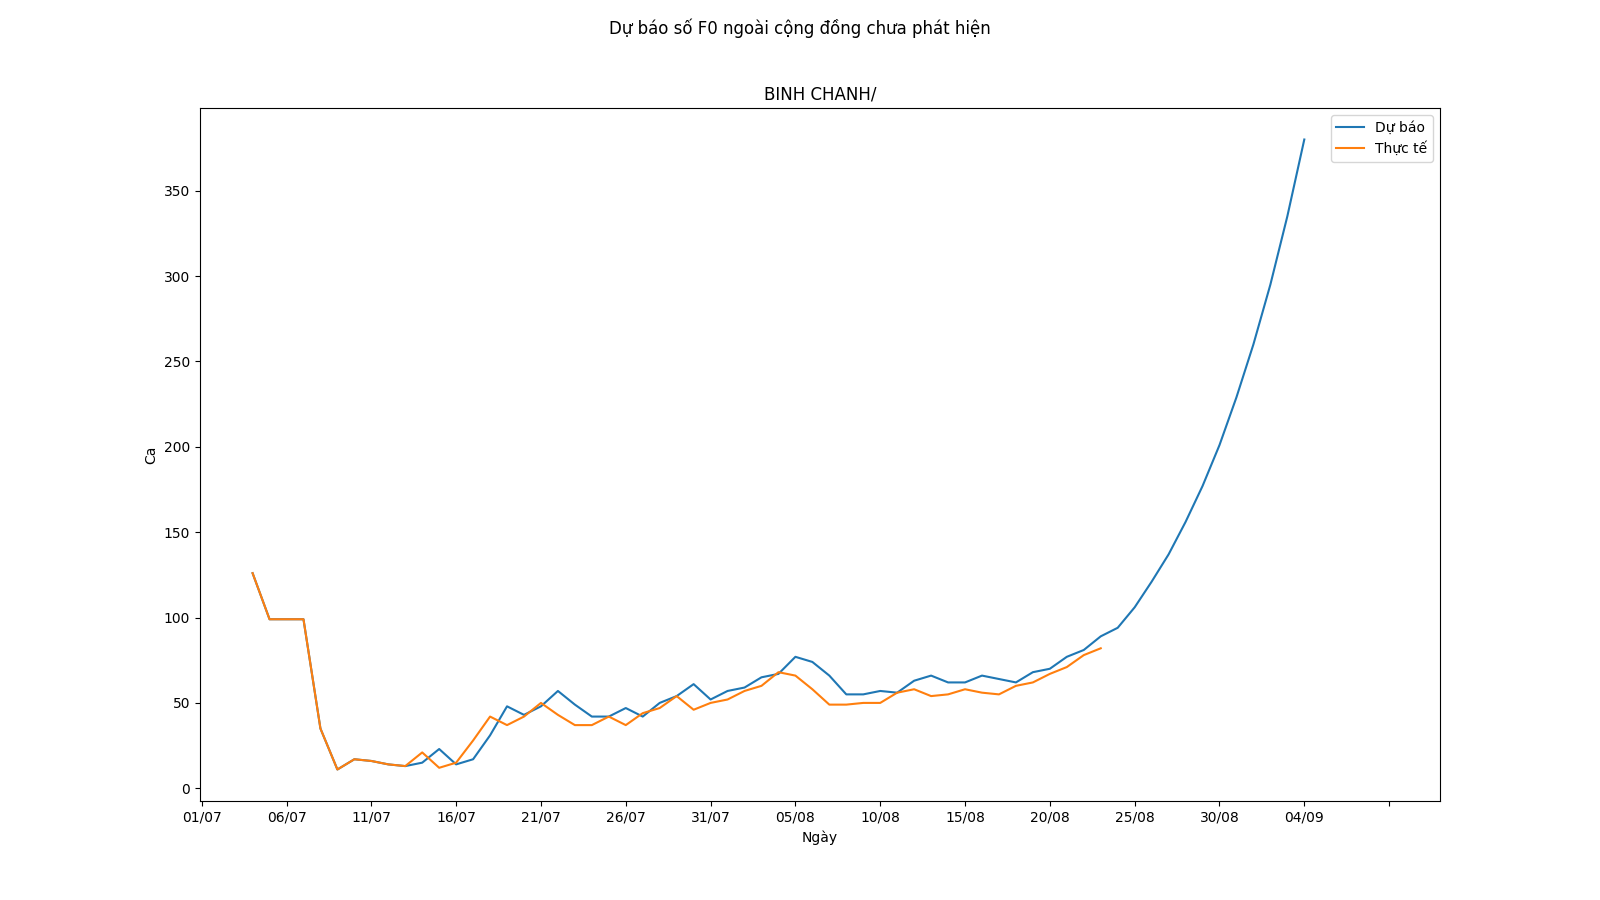 Dự báo số F0 ngoài cộng đồng chưa phát hiện
BINH CHANH/
Dự báo
Thực tế
350
300
250
200
150
100
50
0
Ca
01/07 06/07 11/07 16/07 21/07 26/07 31/07 05/08 10/08 15/08 20/08 25/08 30/08 04/09
Ngày